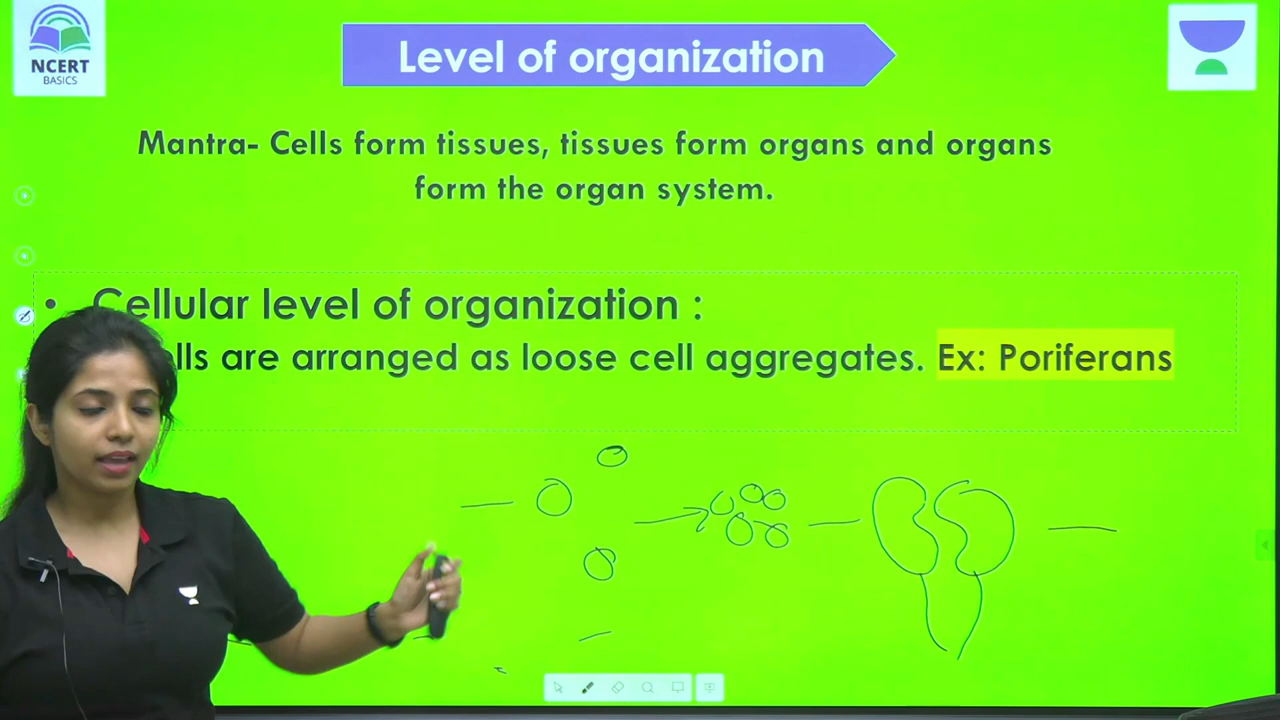 NCERT
BASICS
Level of organization
Mantra- Cells form tissues, tissues form organs and organs
form the organ system.
• Cellular level of organization :
lls are arranged as loose cell aggregates. Ex: Poriferans